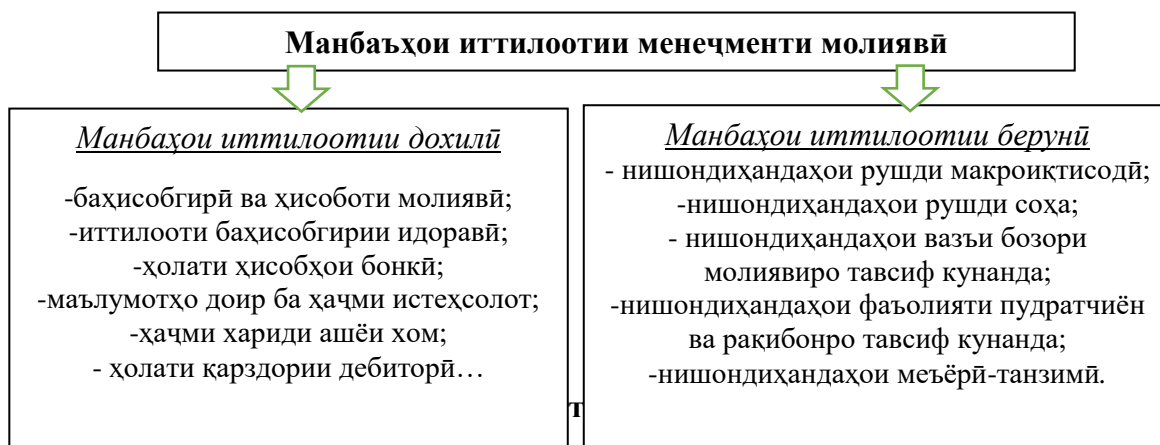 Манбаъҳои иттилоотии менеҷменти молиявӣ
Манбаҳои иттилоотии дохилӣ
-баҳисобгирӣ ва ҳисоботи молиявӣ;
-иттилооти баҳисобгирии идоравӣ;
-ҳолати ҳисобҳои бонкӣ;
-маълумотҳо доир ба ҳаҷми истеҳсолот;
-ҳаҷми хариди ашёи хом;
- ҳолати қарздории дебиторӣ…
Манбаҳои иттилоотии берунӣ
- нишондиҳандаҳои рушди макроиқтисодӣ;
-нишондиҳандаҳои рушди соҳа;
- нишондиҳандаҳои вазъи бозори
молиявиро тавсиф кунанда;
-нишондиҳандаҳои фаъолияти пудратчиён
ва рақибонро тавсиф кунанда;
-нишондиҳандаҳои меъёрӣ-танзимӣ.